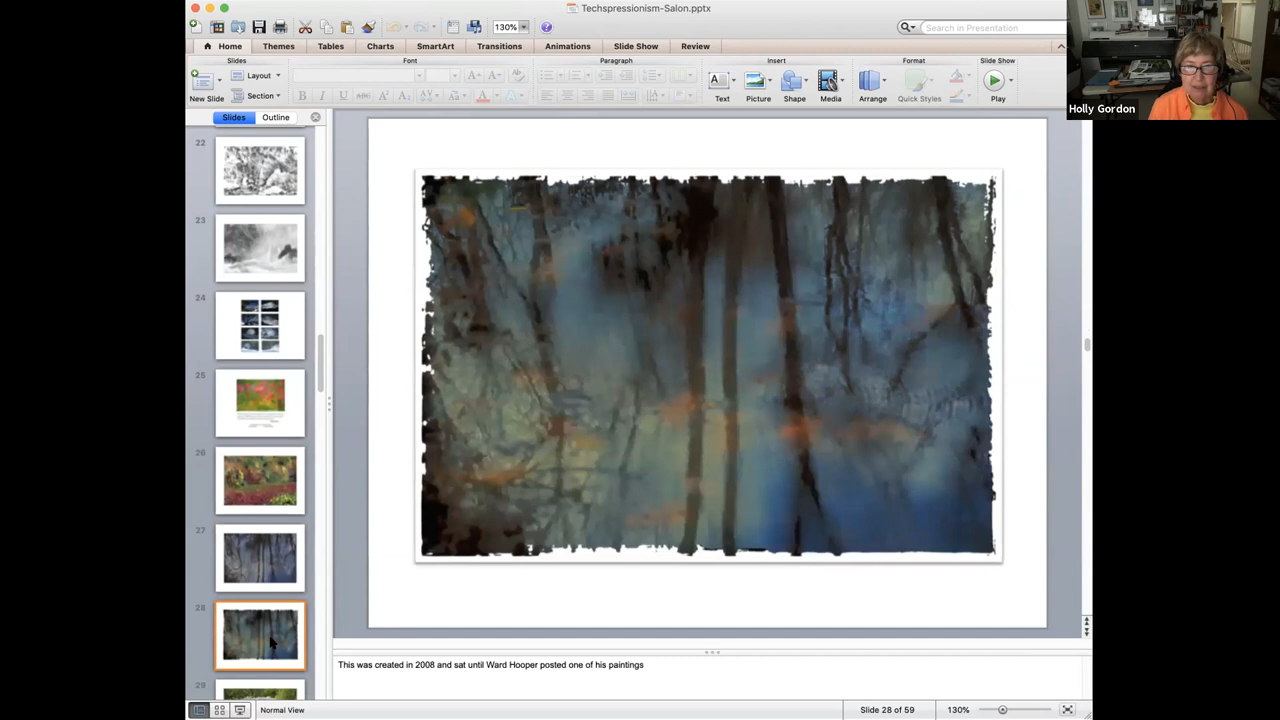 Techspressionism-Salon.pptx
130%
Search in Presentation
Home Themes Tables Charts SmartArt Transitions Animations Slide Show Review
Slides Font Paragraph Insert Format Slide Show
Layout
Section
New Slide
Text Picture Shape Media Arrange Quick Styles Play
Holly Gordon
Slides Outline
22
23
24
25
26
27
28
29
This was created in 2008 and sat until Ward Hooper posted one of his paintings
Normal View Slide 28 of 59 130%